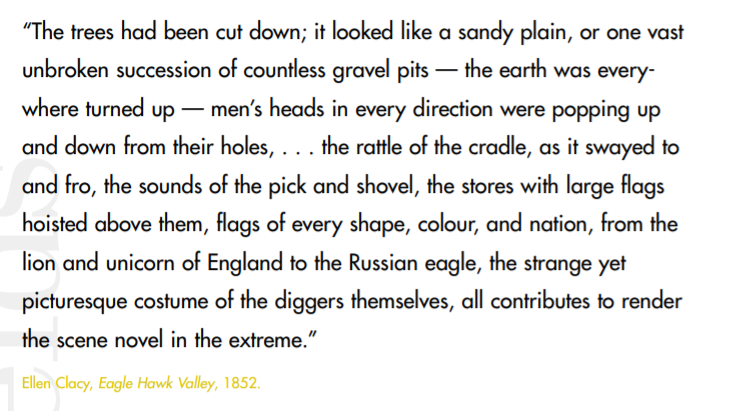 “The trees had been cut down; it looked like a sandy plain, or one vast
unbroken succession of countless gravel pits — the earth was every-
where turned up — men’s heads in every direction were popping up
and down from their holes, . . . the rattle of the cradle, as it swayed to
and fro, the sounds of the pick and shovel, the stores with large flags
hoisted above them, flags of every shape, colour, and nation, from the
lion and unicorn of England to the Russian eagle, the strange yet
picturesque costume of the diggers themselves, all contributes to render
the scene novel in the extreme.”
Ellen Clacy, Eagle Hawk Valley, 1852.